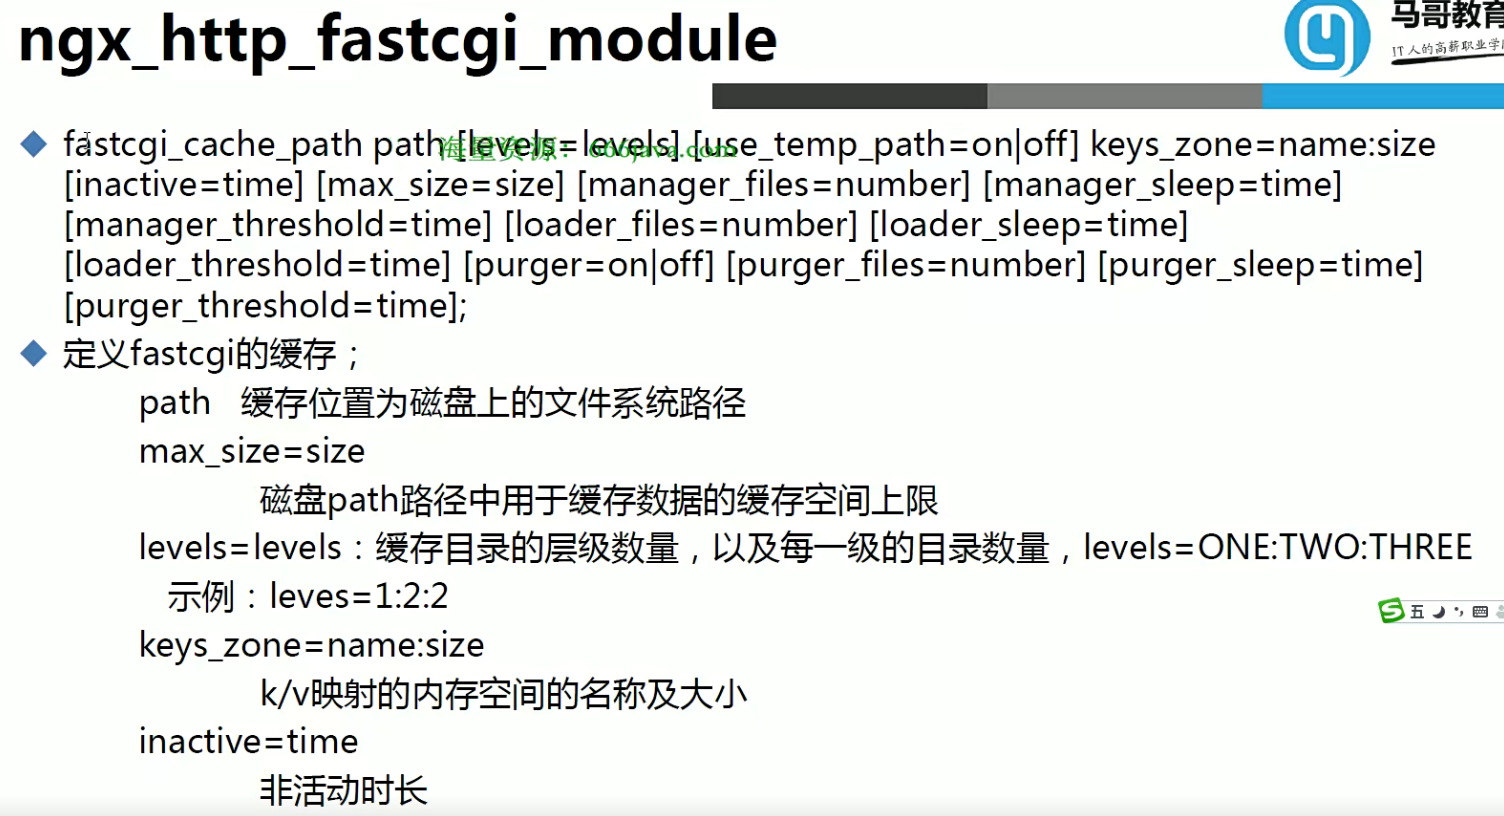 ngx_http_fastcgi_module
马哥教育
IT人的高薪职业学院
fastcgi_cache_path path [levels=levels] [use_temp_path=on|off] keys_zone=name:size
海量资源：666java.com
[inactive=time] [max_size=size] [manager_files=number] [manager_sleep=time]
[manager_threshold=time] [loader_files=number] [loader_sleep=time]
[loader_threshold=time] [purger=on|off] [purger_files=number] [purger_sleep=time]
[purger_threshold=time];
定义fastcgi的缓存；
path 缓存位置为磁盘上的文件系统路径
max_size=size
磁盘path路径中用于缓存数据的缓存空间上限
levels=levels：缓存目录的层级数量，以及每一级的目录数量，levels=ONE:TWO:THREE
示例：leves=1:2:2
keys_zone=name:size
k/v映射的内存空间的名称及大小
inactive=time
非活动时长
五